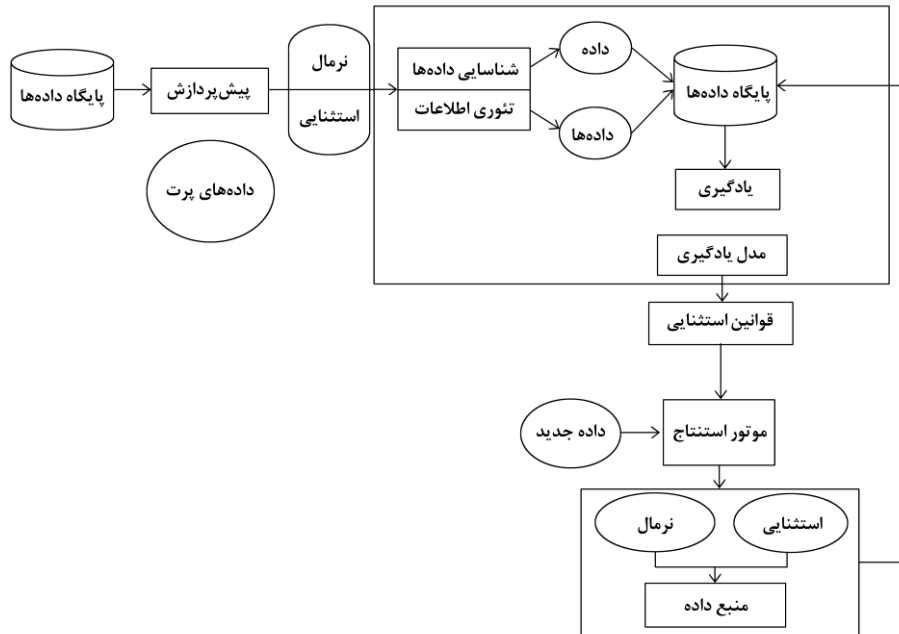 پایگاه داده‌ها
پیش‌پردازش
نرمال
استثنایی
داده‌های پرت
شناسایی داده‌ها
تئوری اطلاعات
داده
داده‌ها
پایگاه داده‌ها
یادگیری
مدل یادگیری
قوانین استثنایی
داده جدید
موتور استنتاج
استثنایی
نرمال
منبع داده